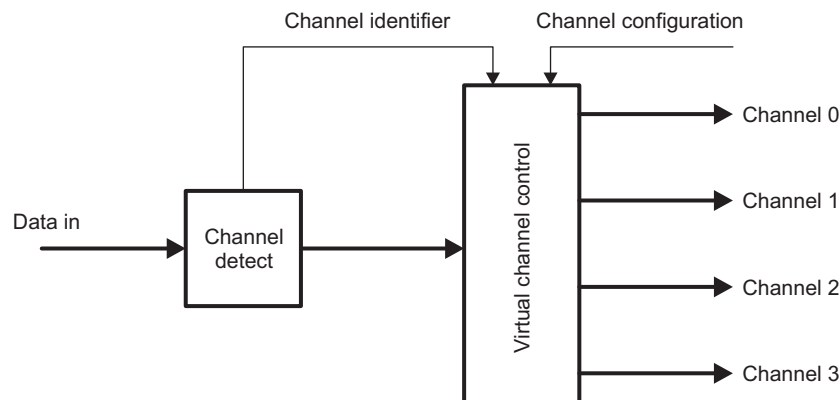 Channel identifier
Channel configuration
Channel 0
Channel 1
Data in
Channel
detect
Virtual channel control
Channel 2
Channel 3